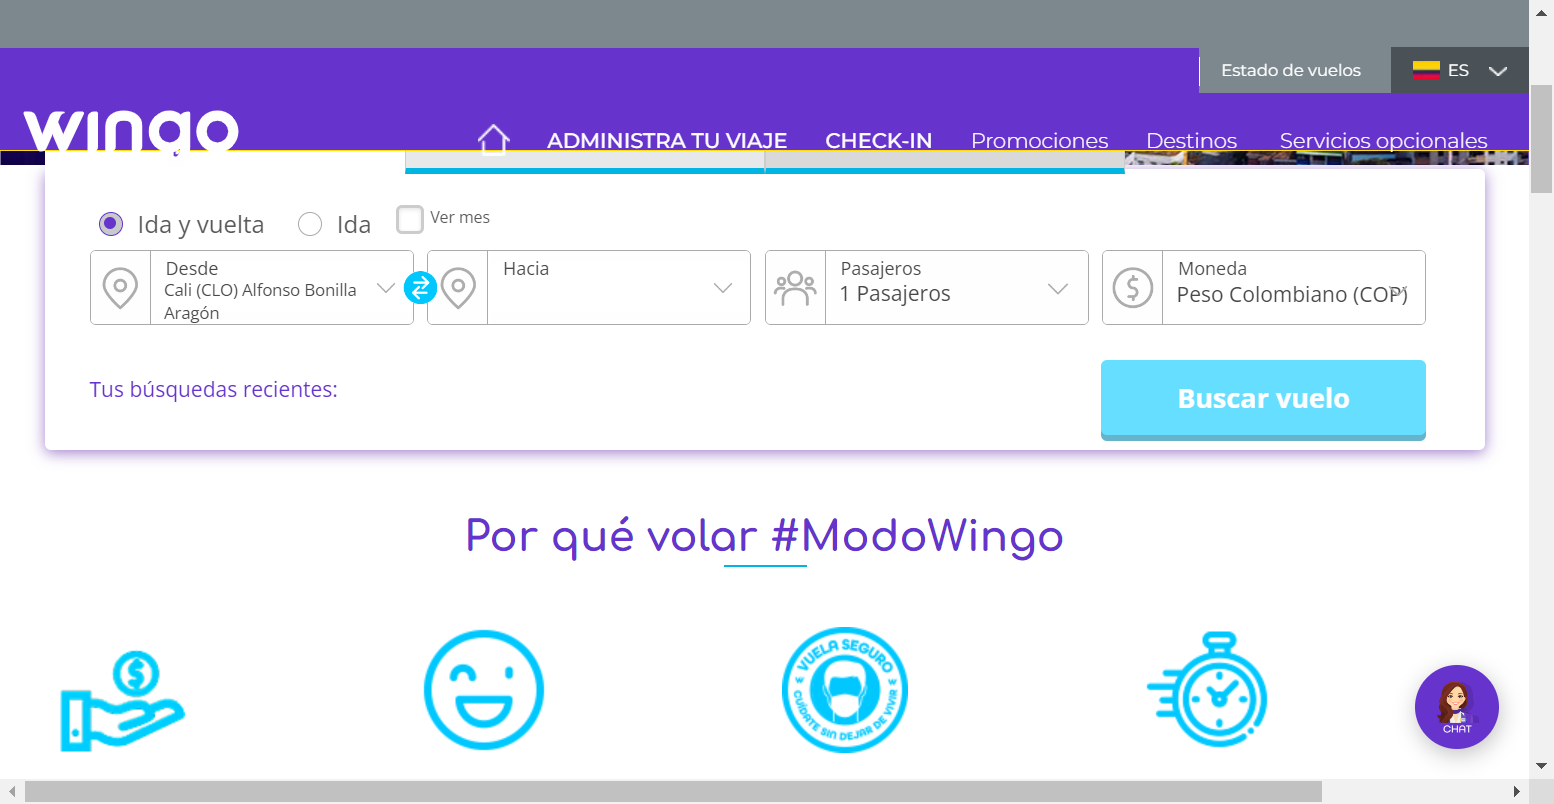 Estado de vuelos
ES
wingo
ADMINISTRA TU VIAJE
CHECK-IN
Promociones
Destinos
Servicios opcionales
Ida y vuelta
Ida
Ver mes
Desde
Cali (CLO) Alfonso Bonilla
Aragón
Hacia
Pasajeros
1 Pasajeros
Moneda
Peso Colombiano (COP)
Tus búsquedas recientes:
Buscar vuelo
Por qué volar #ModoWingo
VUELA SEGURO
CUÍDATE SIN DEJAR DE VIVIR
CHAT